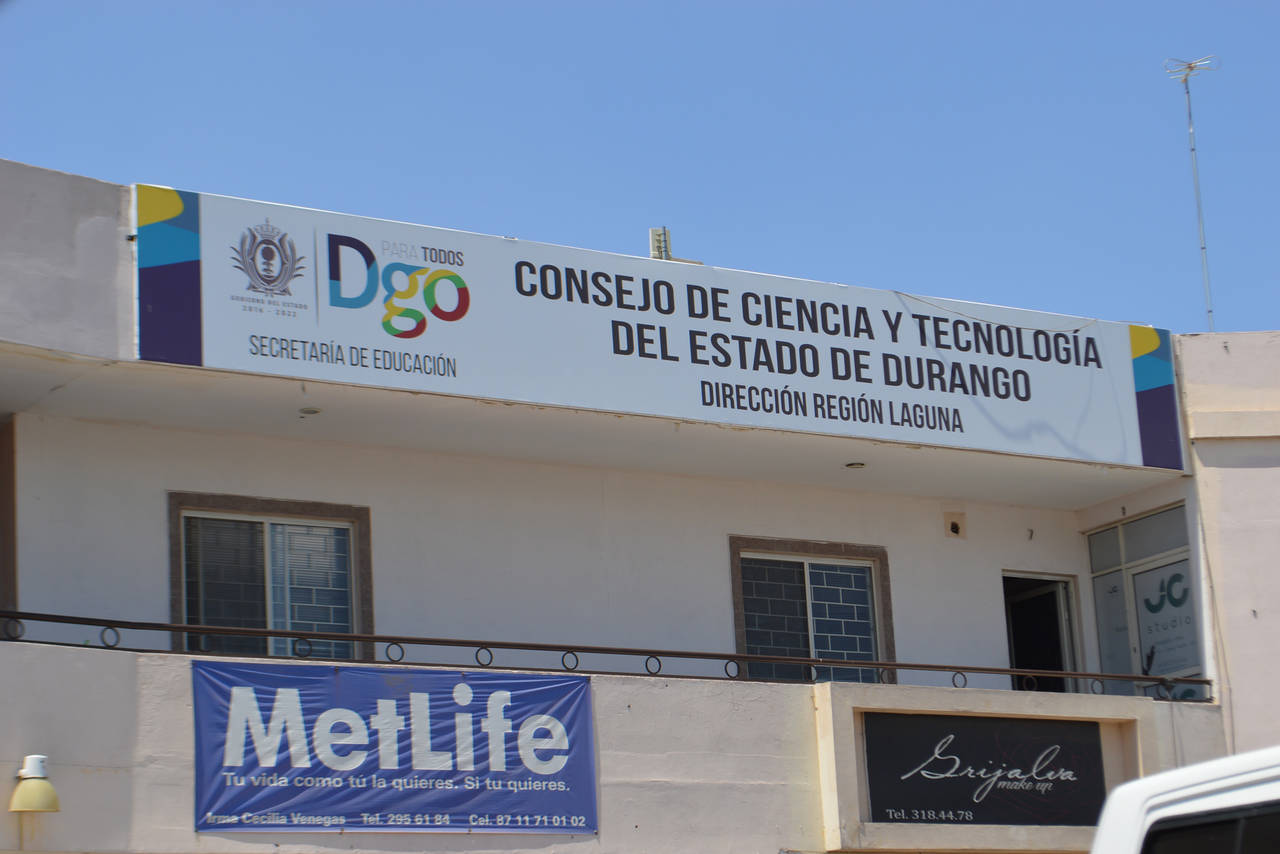 PARA TODOS
Dgo
GOBIERNO DEL ESTADO
2016 - 2022
SECRETARÍA DE EDUCACIÓN
CONSEJO DE CIENCIA Y TECNOLOGÍA
DEL ESTADO DE DURANGO
DIRECCIÓN REGIÓN LAGUNA
JC
studio
MetLife
Tu vida como tú la quieres. Si tu quieres.
Irma Cecilia Venegas Tel. 295 61 84 Cel. 87 11 71 01 02
Grijalva
make up
Tel. 318.44.78